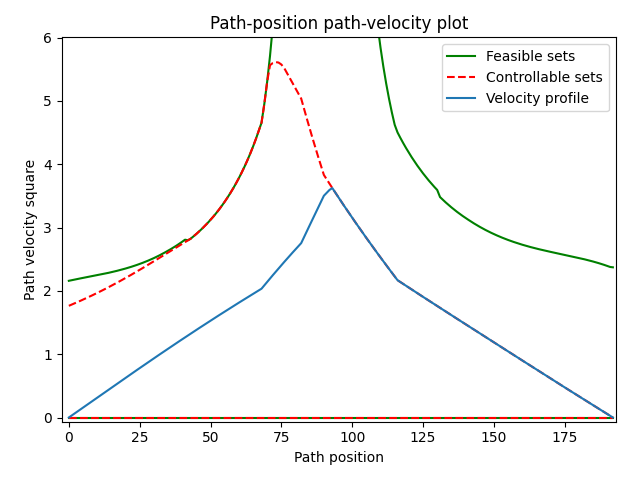 Path-position path-velocity plot
Feasible sets
Controllable sets
Velocity profile
Path velocity square
6
5
4
3
2
1
0
0 25 50 75 100 125 150 175
Path position